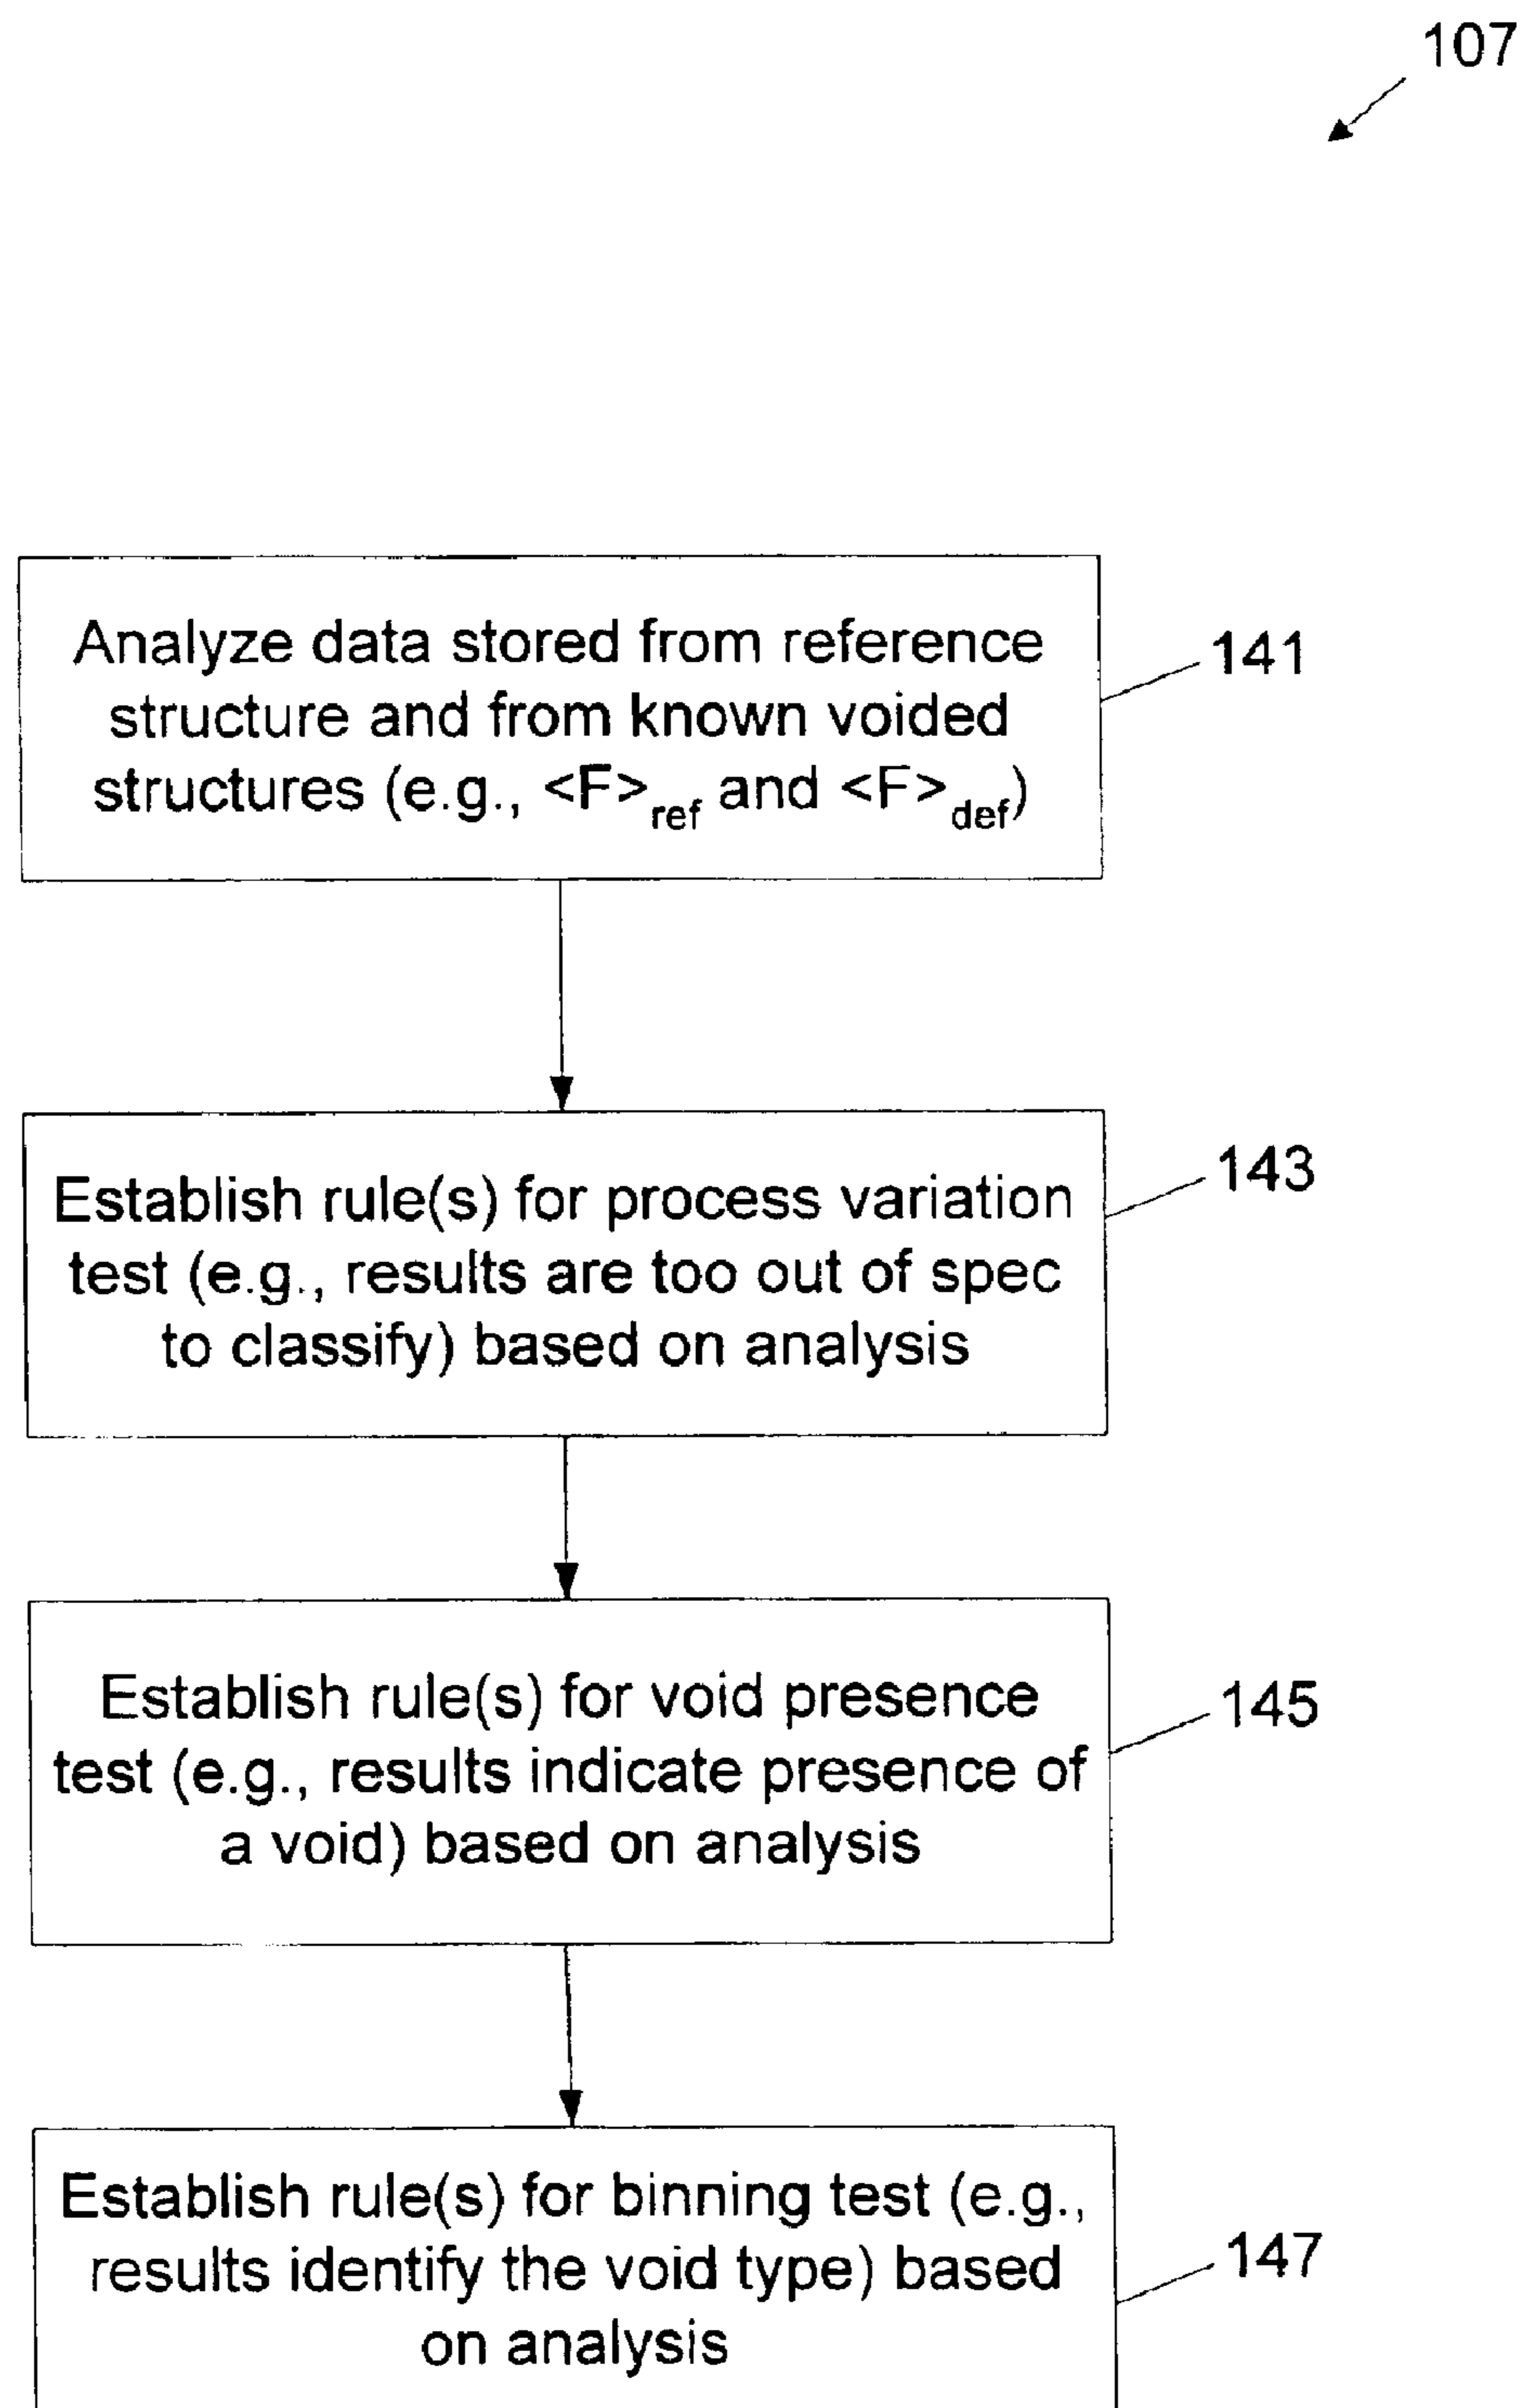 107
Analyze data stored from reference
structure and from known voided
structures (e.g., <F>ref and <F>def)
141
Establish rule(s) for process variation
test (e.g., results are too out of spec
to classify) based on analysis
143
Establish rule(s) for void presence
test (e.g., results indicate presence of
a void) based on analysis
145
Establish rule(s) for binning test (e.g.,
results identify the void type) based
on analysis
147